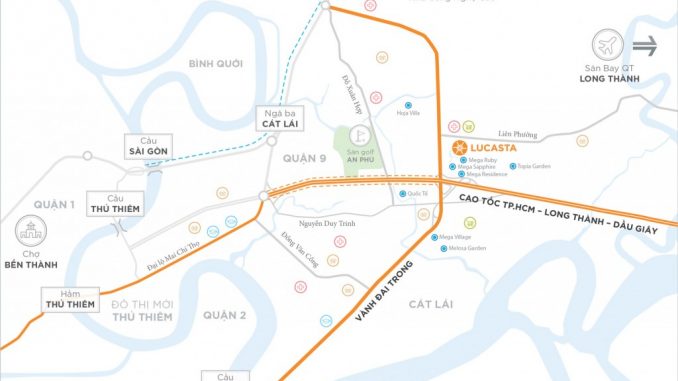 BÌNH QUỚI
Sân Bay QT
LONG THÀNH
Hoja Villa
Đỗ Xuân Hợp
Ngã ba
CÁT LÁI
Liên Phường
Cầu
SÀI GÒN
Sân golf
AN PHÚ
LUCASTA
QUẬN 9
Mega Ruby
Mega Sapphire
Topia Garden
Mega Residence
Cầu
THỦ THIÊM
Quốc Tế
QUẬN 1
CAO TỐC TP.HCM – LONG THÀNH – DẦU GIÂY
Nguyễn Duy Trinh
Chợ
BẾN THÀNH
Đại lộ Mai Chí Thọ
Đồng Văn Cống
Mega Village
Melosa Garden
Hầm
THỦ THIÊM
ĐÔ THỊ MỚI
THỦ THIÊM
QUẬN 2
VÀNH ĐAI TRONG
CÁT LÁI
Cầu